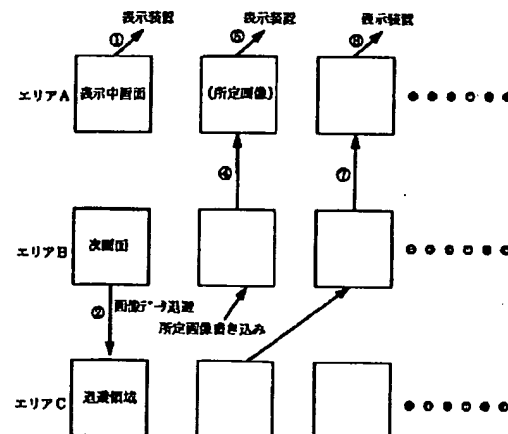 表示装置
表示装置
表示装置
①
⑤
⑧
エリアA
表示中画面
(所定画像)
④
⑦
エリアB
次画面
②
画像データ退避
所定画像書き込み
エリアC
退避領域